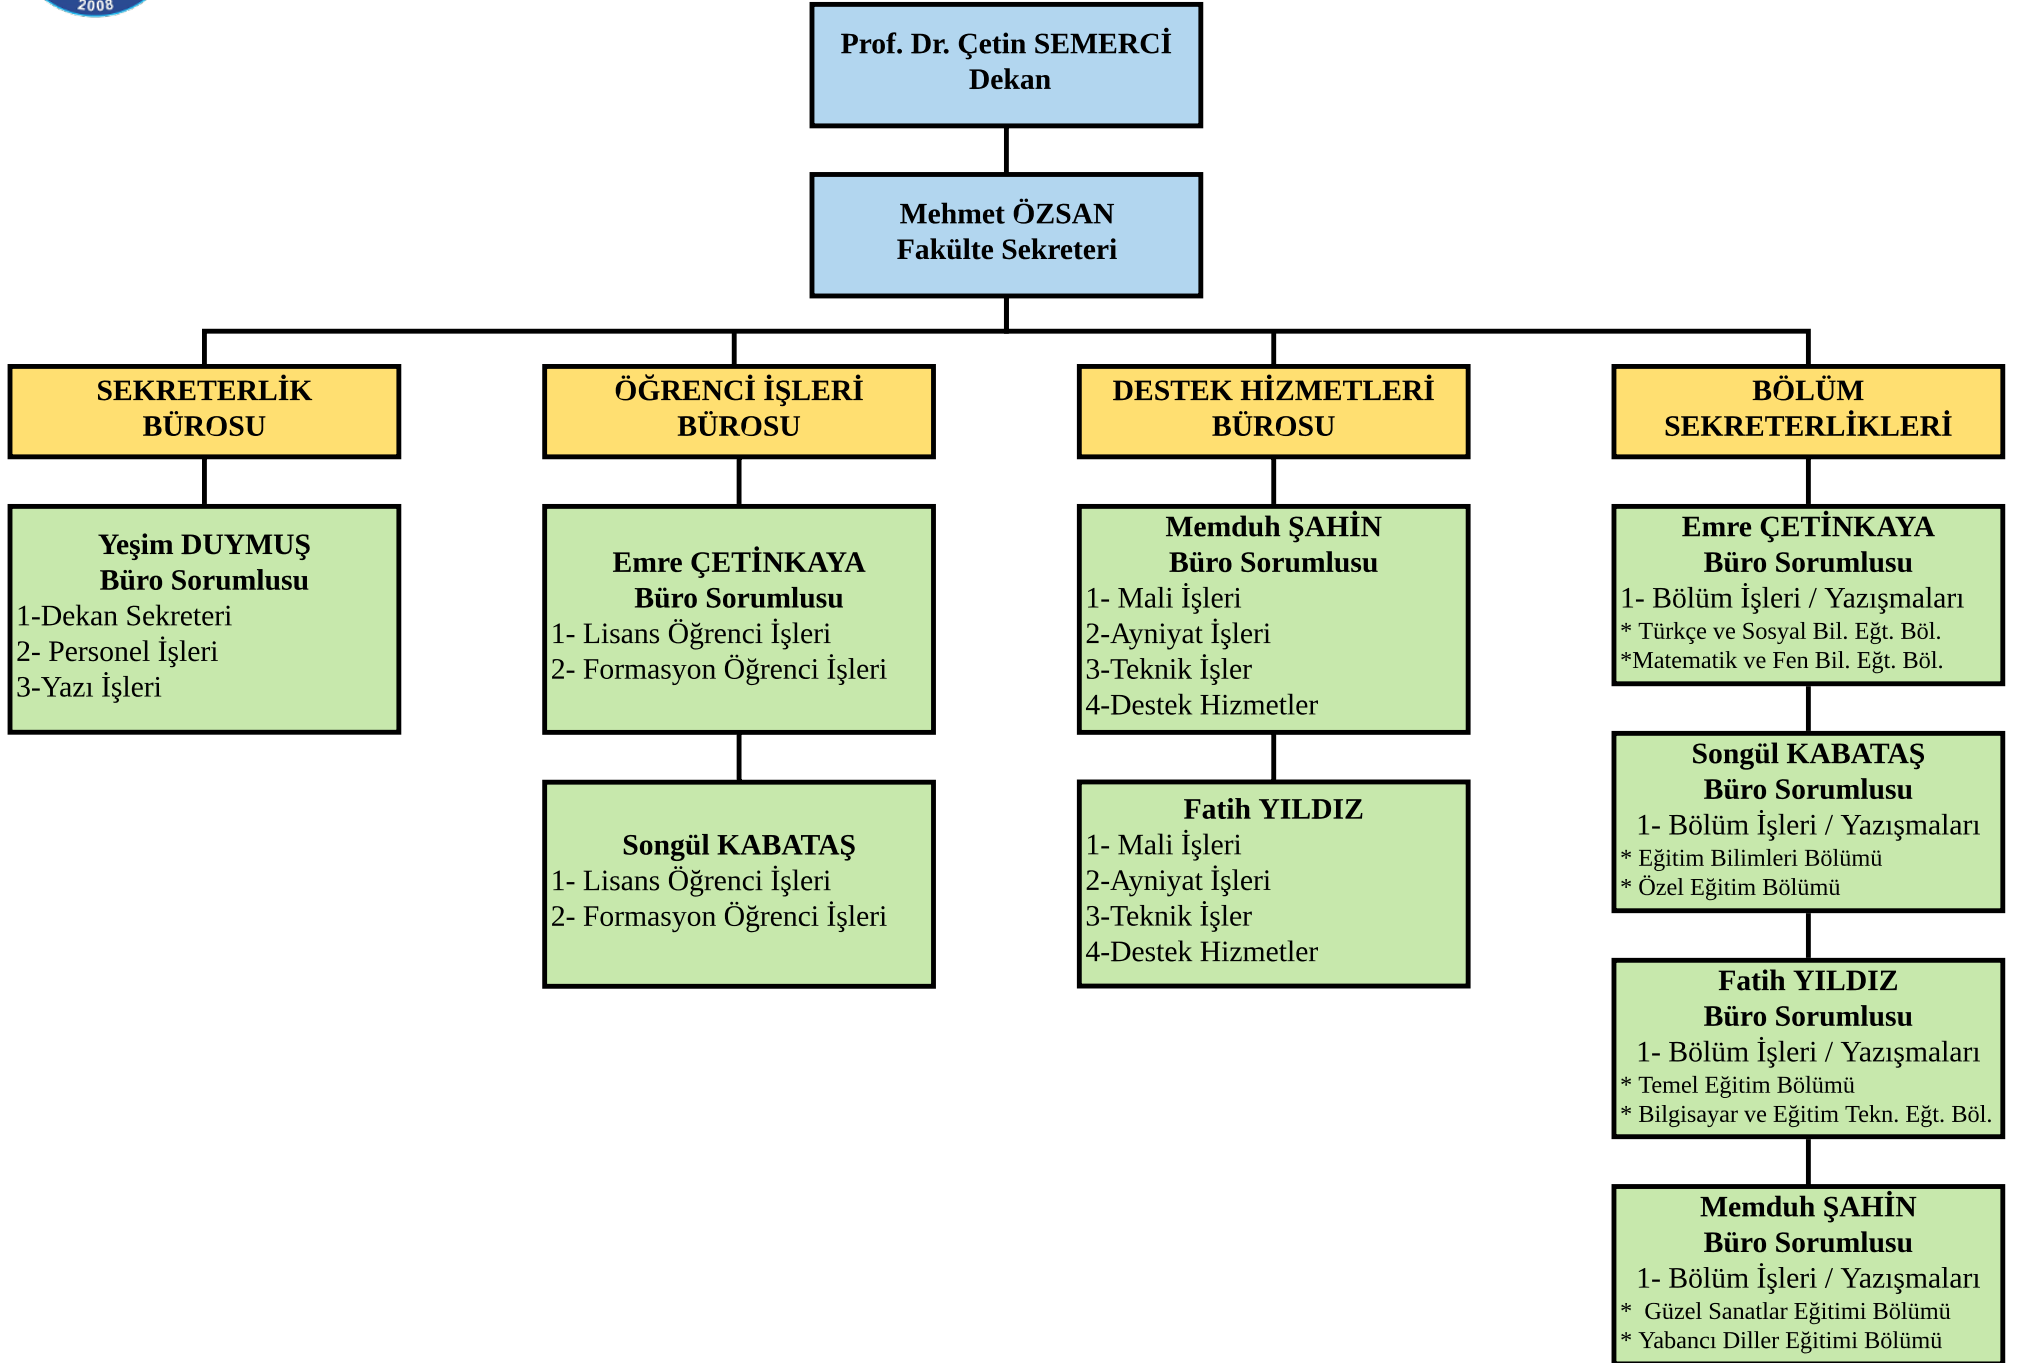 2008
Prof. Dr. Çetin SEMERCİ
Dekan
Mehmet ÖZSAN
Fakülte Sekreteri
SEKRETERLİK
BÜROSU
Yeşim DUYMUŞ
Büro Sorumlusu
1-Dekan Sekreteri
2- Personel İşleri
3-Yazı İşleri
ÖĞRENCİ İŞLERİ
BÜROSU
Emre ÇETİNKAYA
Büro Sorumlusu
1- Lisans Öğrenci İşleri
2- Formasyon Öğrenci İşleri
Songül KABATAŞ
1- Lisans Öğrenci İşleri
2- Formasyon Öğrenci İşleri
DESTEK HİZMETLERİ
BÜROSU
Memduh ŞAHİN
Büro Sorumlusu
1- Mali İşleri
2-Ayniyat İşleri
3-Teknik İşler
4-Destek Hizmetler
Fatih YILDIZ
1- Mali İşleri
2-Ayniyat İşleri
3-Teknik İşler
4-Destek Hizmetler
BÖLÜM
SEKRETERLİKLERİ
Emre ÇETİNKAYA
Büro Sorumlusu
1- Bölüm İşleri / Yazışmaları
* Türkçe ve Sosyal Bil. Eğt. Böl.
*Matematik ve Fen Bil. Eğt. Böl.
Songül KABATAŞ
Büro Sorumlusu
1- Bölüm İşleri / Yazışmaları
* Eğitim Bilimleri Bölümü
* Özel Eğitim Bölümü
Fatih YILDIZ
Büro Sorumlusu
1- Bölüm İşleri / Yazışmaları
* Temel Eğitim Bölümü
* Bilgisayar ve Eğitim Tekn. Eğt. Böl.
Memduh ŞAHİN
Büro Sorumlusu
1- Bölüm İşleri / Yazışmaları
*  Güzel Sanatlar Eğitimi Bölümü
* Yabancı Diller Eğitimi Bölümü